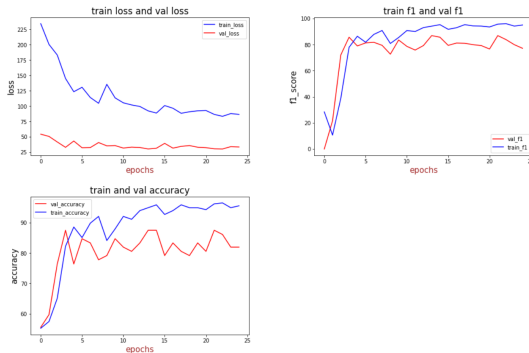 train loss and val loss
train_loss
val_loss
225
200
175
150
125
100
75
50
25
loss
0
5
10
15
20
25
epochs
train f1 and val f1
100
80
60
40
20
0
f1_score
val_f1
train_f1
0
5
10
15
20
epochs
train and val accuracy
val_accuracy
train_accuracy
90
80
70
60
accuracy
0
5
10
15
20
25
epochs